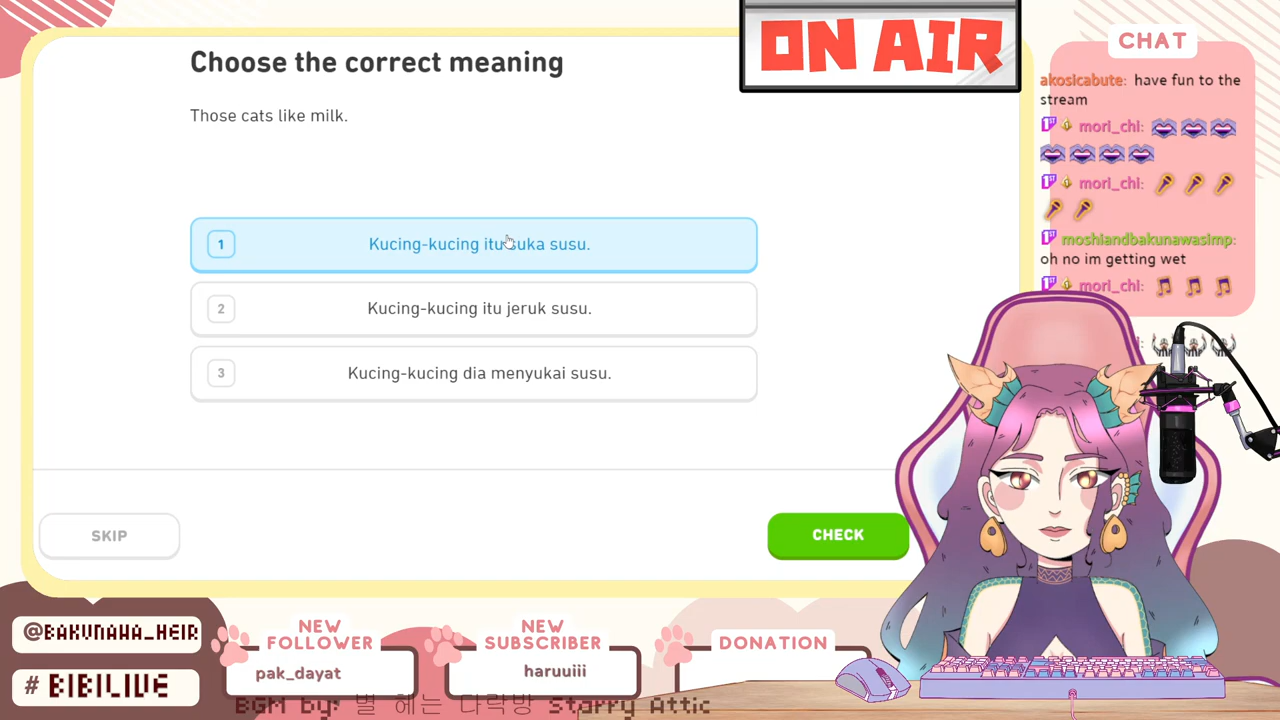 Choose the correct meaning
Those cats like milk.
1
Kucing-kucing itu suka susu.
2
Kucing-kucing itu jeruk susu.
3
Kucing-kucing dia menyukai susu.
SKIP
CHECK
ON AIR
CHAT
akosicabute: have fun to the
stream
mori_chi:
mori_chi:
moshiandbakunawasimp:
oh no im getting wet
mori_chi:
@BAKUNAWA_HEIR
# BIBILIVE
NEW
FOLLOWER
pak_dayat
NEW
SUBSCRIBER
haruuiii
DONATION
BGM by: 별 헤는 다락방 Starry Attic